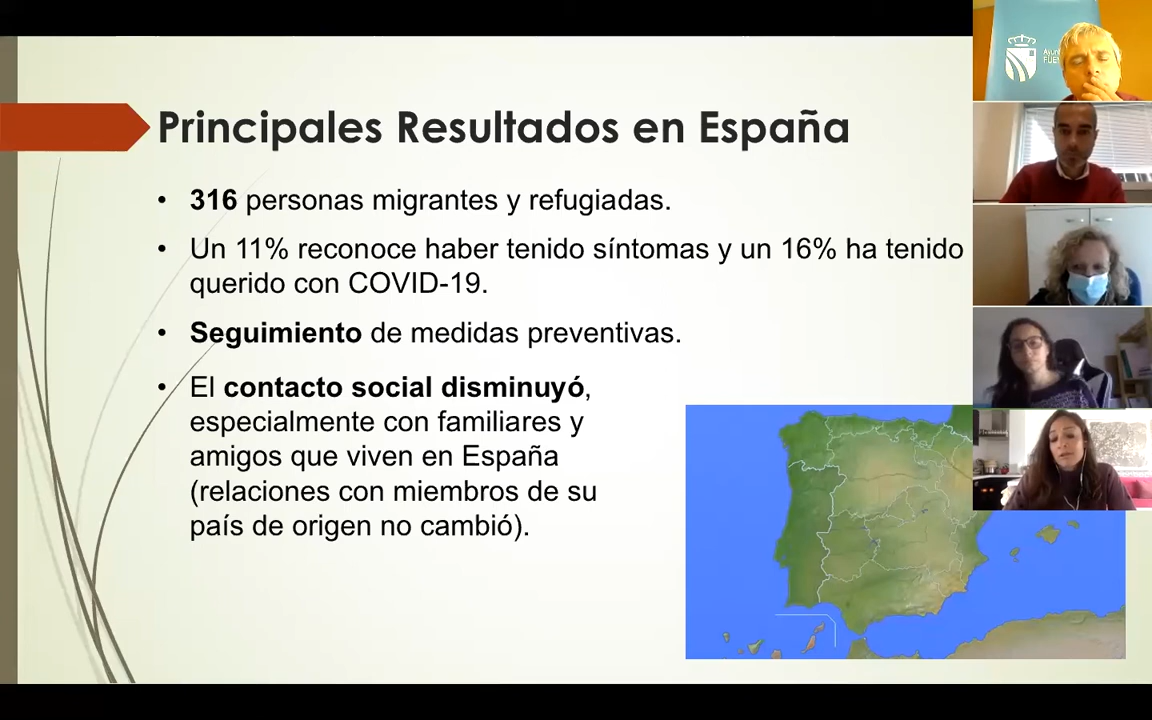 Principales Resultados en España
• 316 personas migrantes y refugiadas.
• Un 11% reconoce haber tenido síntomas y un 16% ha tenido
querido con COVID-19.
• Seguimiento de medidas preventivas.
• El contacto social disminuyó,
especialmente con familiares y
amigos que viven en España
(relaciones con miembros de su
país de origen no cambió).